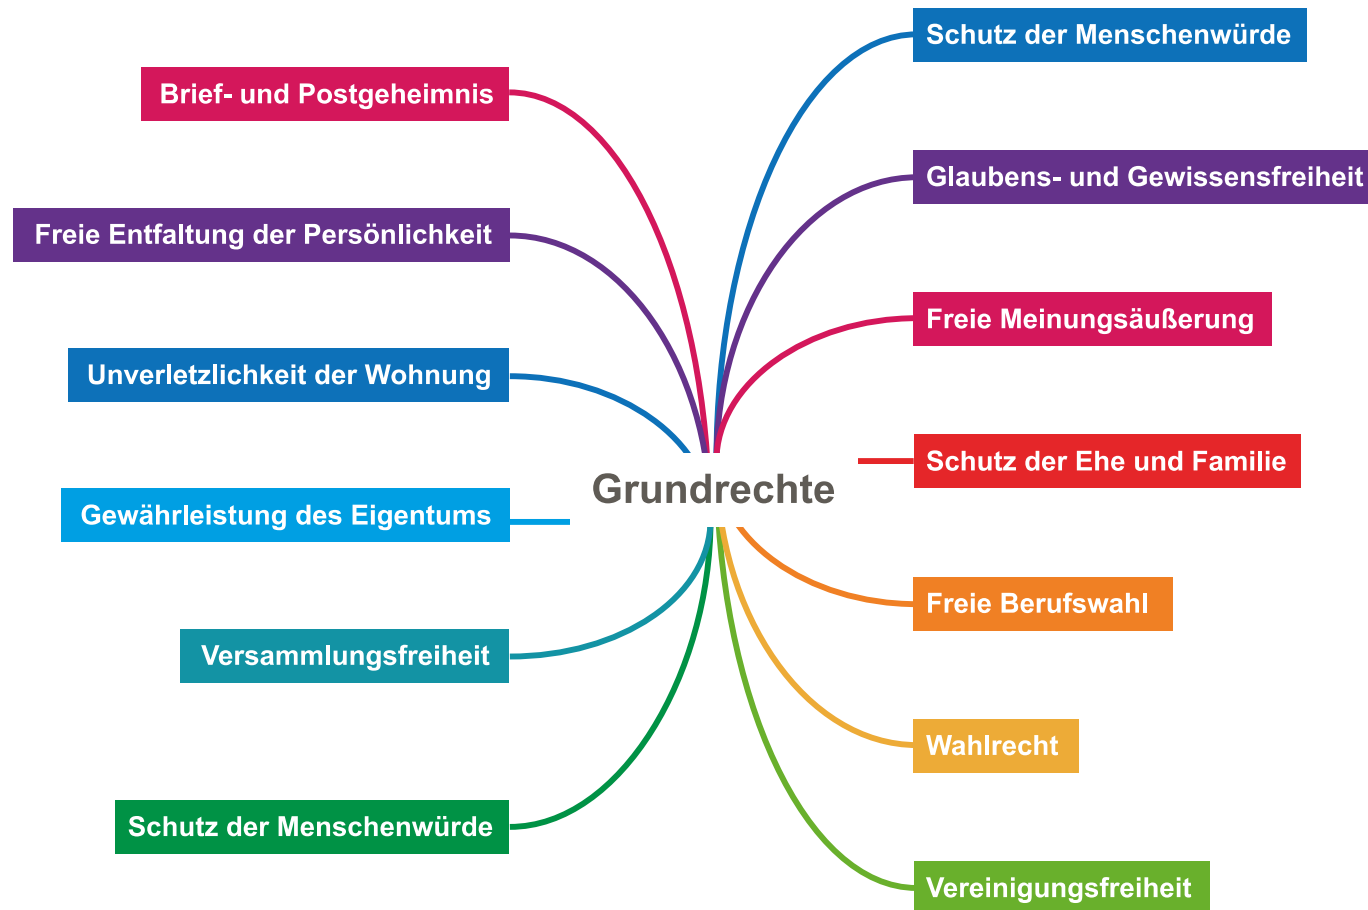 Schutz der Menschenwürde
Brief- und Postgeheimnis
Glaubens- und Gewissensfreiheit
Freie Entfaltung der Persönlichkeit
Freie Meinungsäußerung
Unverletzlichkeit der Wohnung
Schutz der Ehe und Familie
Grundrechte
Gewährleistung des Eigentums
Freie Berufswahl
Versammlungsfreiheit
Wahlrecht
Schutz der Menschenwürde
Vereinigungsfreiheit